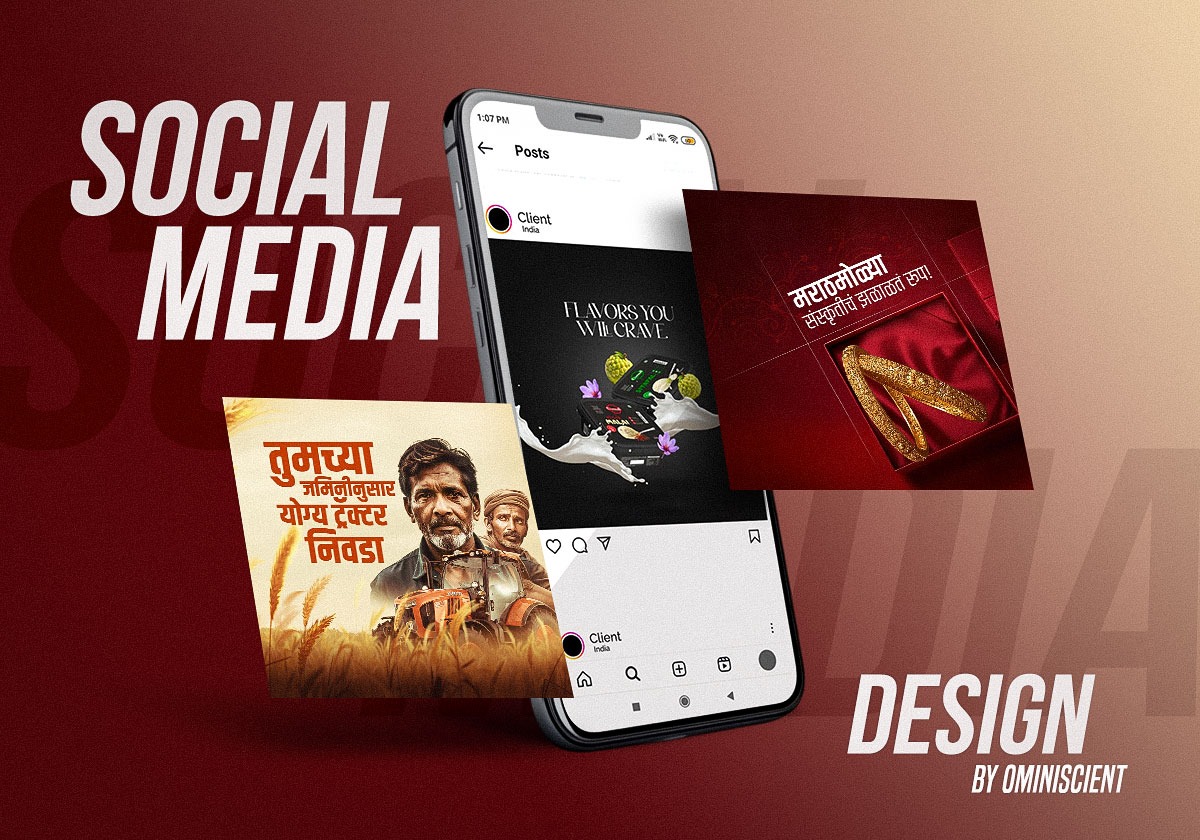 SOCIAL
MEDIA
1:07 PM
Posts
Client
India
FLAVORS YOU
WILL CRAVE.
MALAI
मराठमोळ्या
संस्कृतीचं झळाळतं रूप!
तुमच्या
जमिनीनुसार
योग्य ट्रॅक्टर
निवडा
Client
India
DESIGN
BY OMINISCIENT